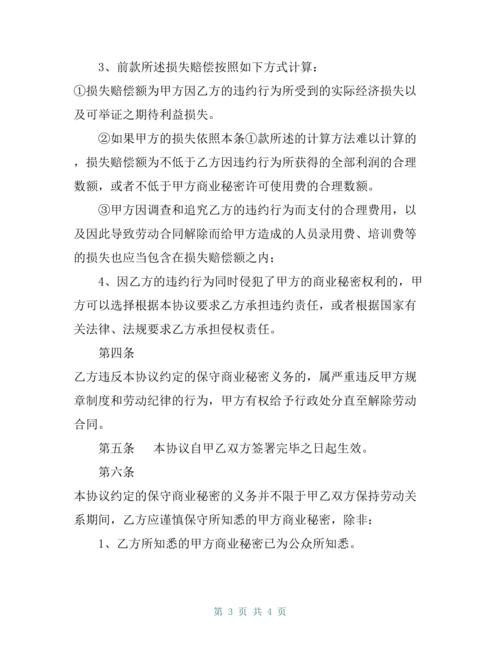 3、前款所述损失赔偿按照如下方式计算：
①损失赔偿额为甲方因乙方的违约行为所受到的实际经济损失以
及可举证之期待利益损失。
②如果甲方的损失依照本条①款所述的计算方法难以计算的
，损失赔偿额为不低于乙方因违约行为所获得的全部利润的合理
数额，或者不低于甲方商业秘密许可使用费的合理数额。
③甲方因调查和追究乙方的违约行为而支付的合理费用，以
及因此导致劳动合同解除而给甲方造成的人员录用费、培训费等
的损失也应当包含在损失赔偿额之内；
4、因乙方的违约行为同时侵犯了甲方的商业秘密权利的，甲
方可以选择根据本协议要求乙方承担违约责任，或者根据国家有
关法律、法规要求乙方承担侵权责任。
第四条
乙方违反本协议约定的保守商业秘密义务的，属严重违反甲方规
章制度和劳动纪律的行为，甲方有权给予行政处分直至解除劳动
合同。
第五条 本协议自甲乙双方签署完毕之日起生效。
第六条
本协议约定的保守商业秘密的义务并不限于甲乙双方保持劳动关
系期间，乙方应谨慎保守所知悉的甲方商业秘密，除非：
1、乙方所知悉的甲方商业秘密已为公众所知悉。
第 3 页 共 4 页